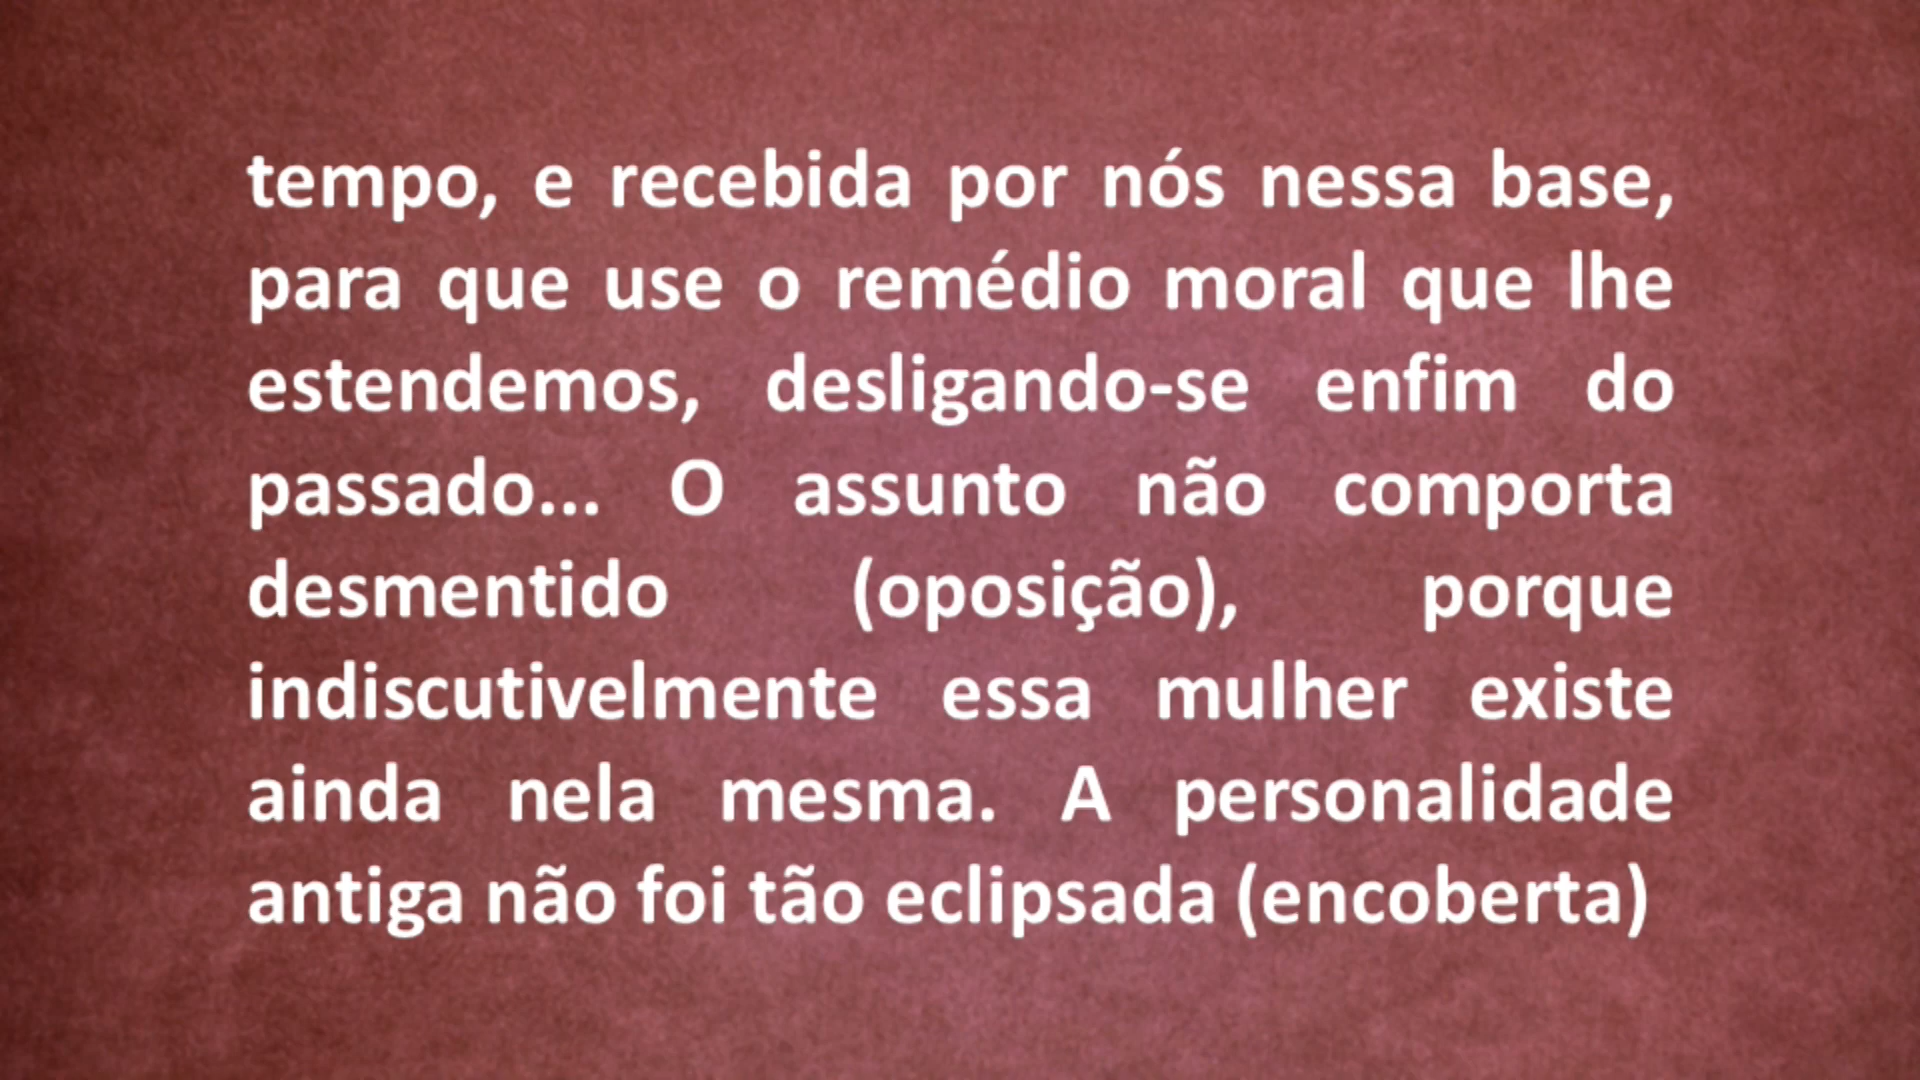 tempo, e recebida por nós nessa base,
para que use o remédio moral que lhe
estendemos, desligando-se enfim do
passado... O assunto não comporta
desmentido (oposição), porque
indiscutivelmente essa mulher existe
ainda nela mesma. A personalidade
antiga não foi tão eclipsada (encoberta)